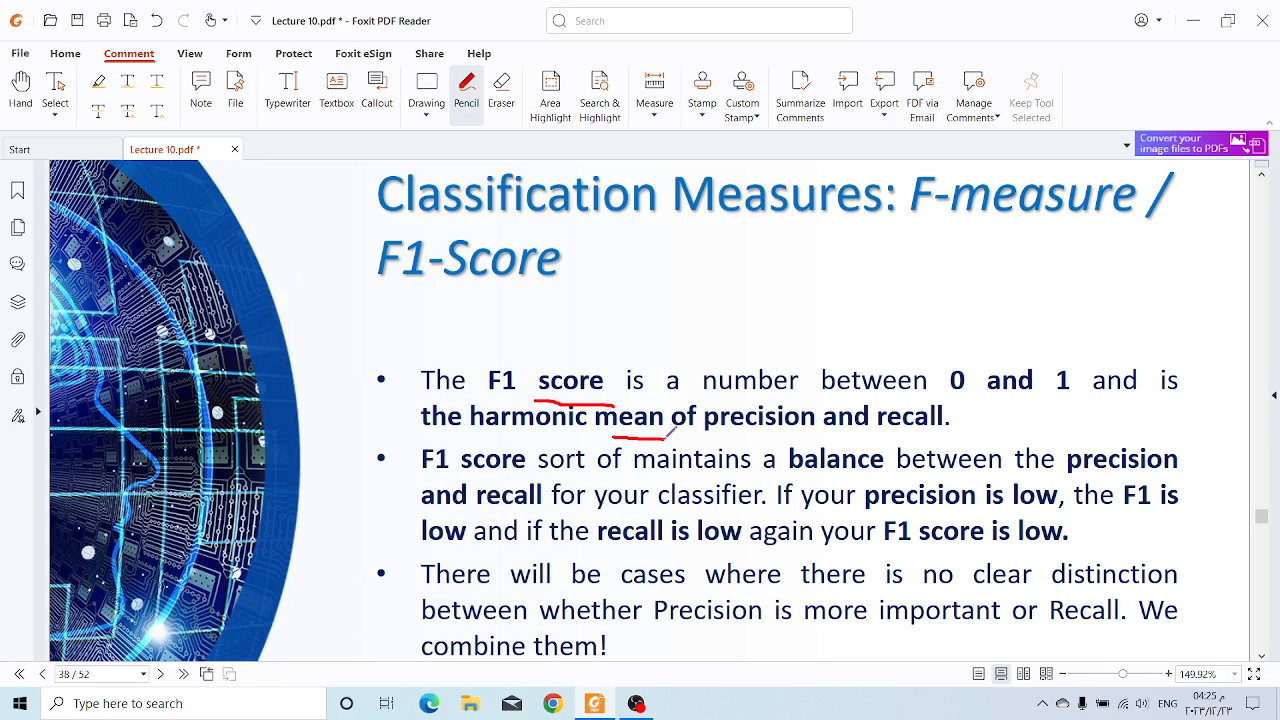 Lecture 10.pdf * - Foxit PDF Reader
Search
File Home Comment View Form Protect Foxit eSign Share Help
Hand Select Note File Typewriter Textbox Callout Drawing Pencil Eraser Area Highlight Search & Highlight Measure Stamp Custom Stamp Summarize Comments Import Export FDF via Email Manage Comments Keep Tool Selected
Start Lecture 10.pdf *
Convert your
image files to PDFs
Classification Measures: F-measure /
F1-Score
• The F1 score is a number between 0 and 1 and is
the harmonic mean of precision and recall.
• F1 score sort of maintains a balance between the precision
and recall for your classifier. If your precision is low, the F1 is
low and if the recall is low again your F1 score is low.
• There will be cases where there is no clear distinction
between whether Precision is more important or Recall. We
combine them!
38 / 52
149.92%
Type here to search
ENG
04:25 م